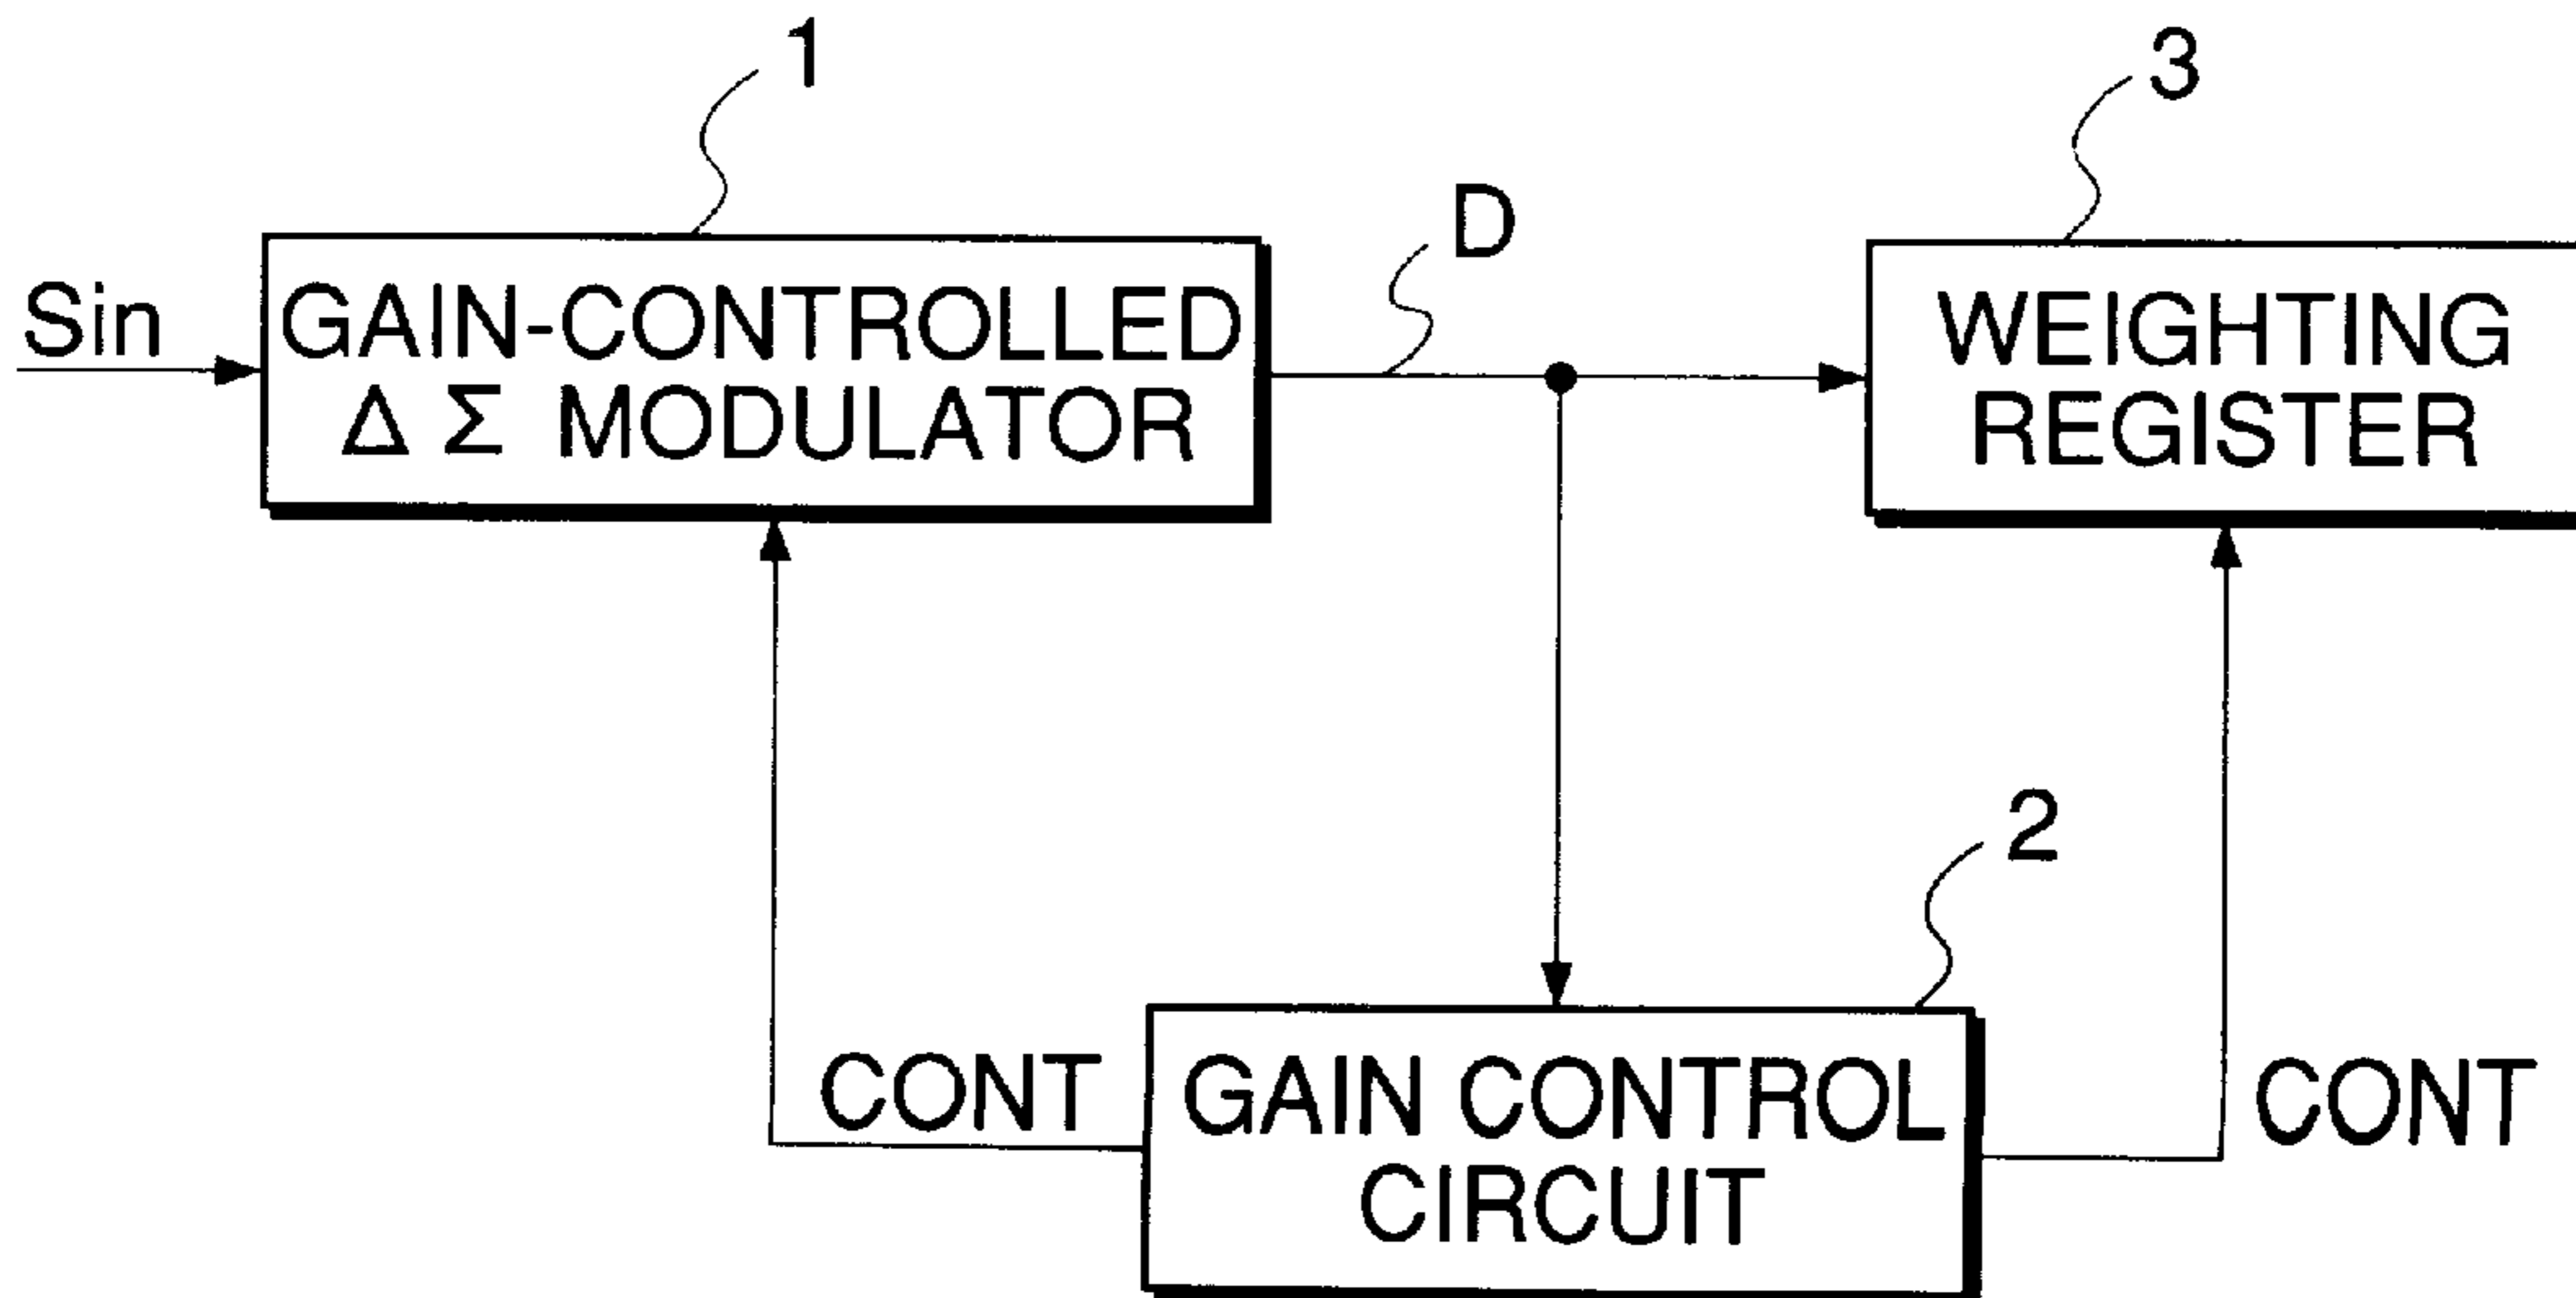 1
3
D
Sin
GAIN-CONTROLLED
Δ Σ MODULATOR
WEIGHTING
REGISTER
2
CONT
GAIN CONTROL
CIRCUIT
CONT